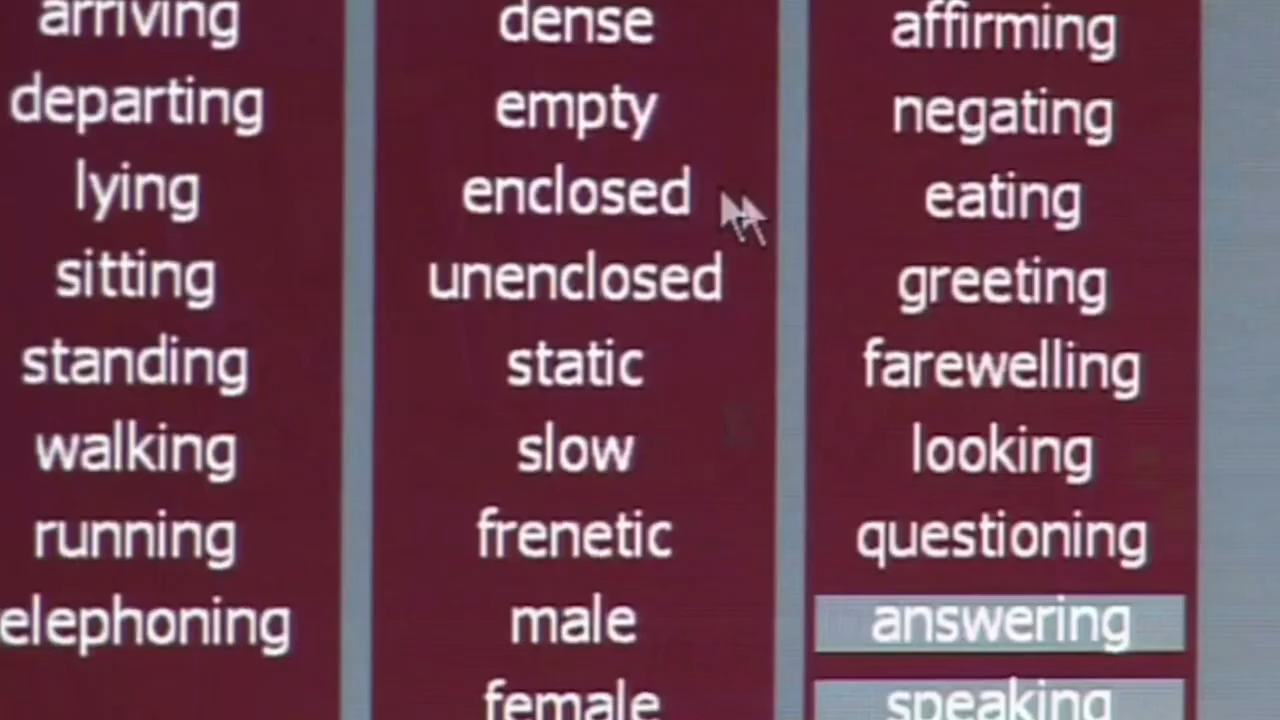 arriving
departing
lying
sitting
standing
walking
running
elephoning
dense
empty
enclosed
unenclosed
static
slow
frenetic
male
female
affirming
negating
eating
greeting
farewelling
looking
questioning
answering
speaking